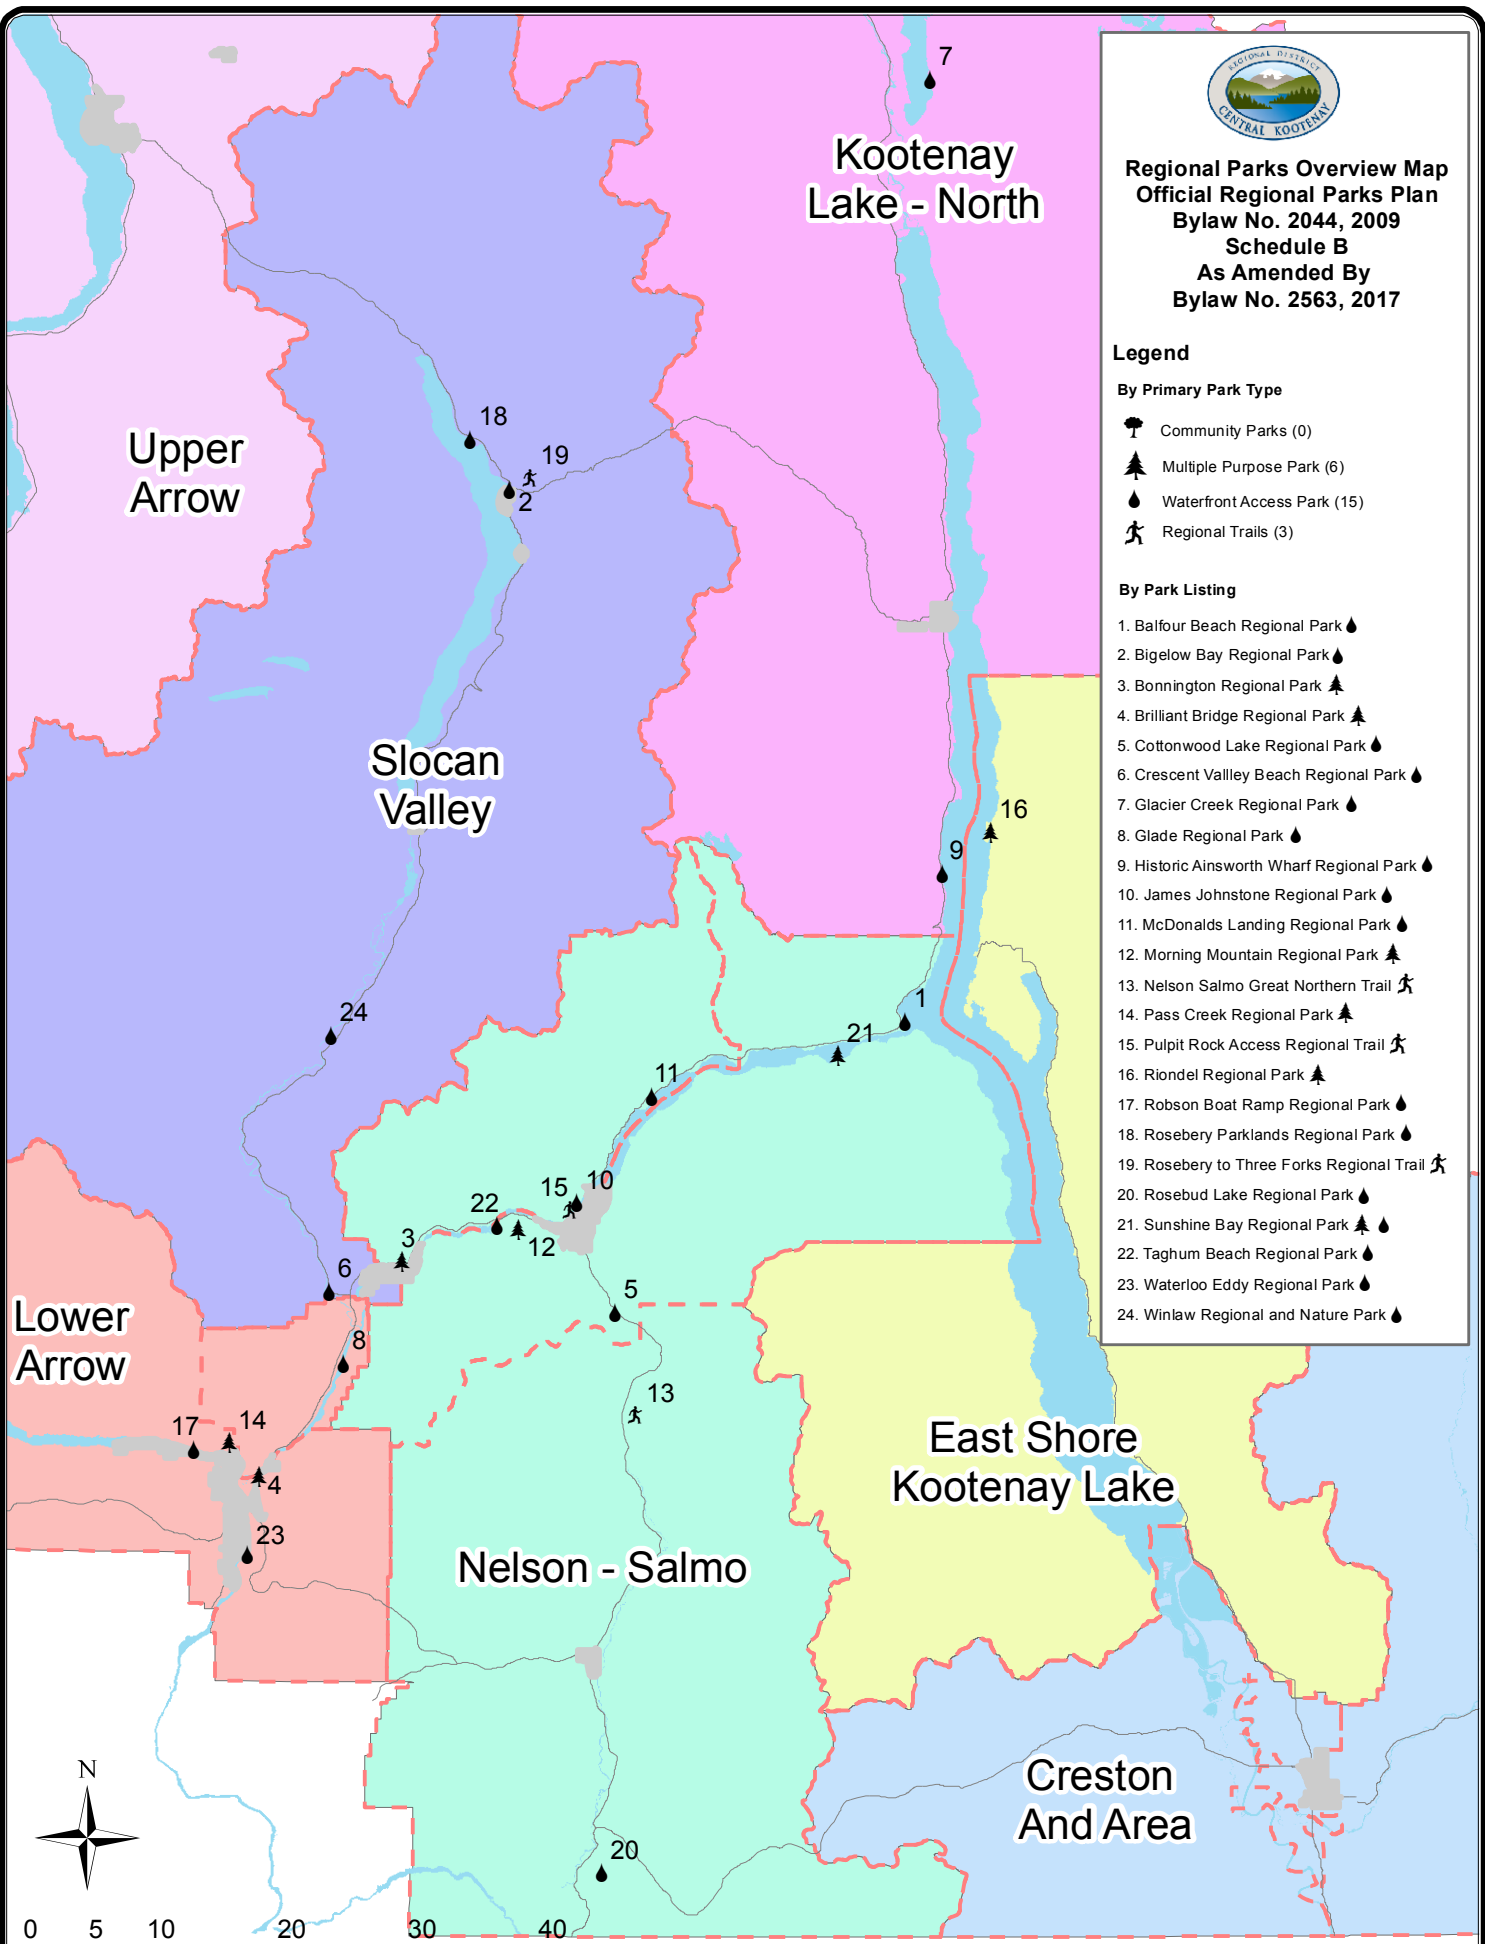 REGIONAL DISTRICT
CENTRAL KOOTENAY
Regional Parks Overview Map
Official Regional Parks Plan
Bylaw No. 2044, 2009
Schedule B
As Amended By
Bylaw No. 2563, 2017
Legend
By Primary Park Type
Community Parks (0)
Multiple Purpose Park (6)
Waterfront Access Park (15)
Regional Trails (3)
By Park Listing
1. Balfour Beach Regional Park
2. Bigelow Bay Regional Park
3. Bonnington Regional Park
4. Brilliant Bridge Regional Park
5. Cottonwood Lake Regional Park
6. Crescent Vallley Beach Regional Park
7. Glacier Creek Regional Park
8. Glade Regional Park
9. Historic Ainsworth Wharf Regional Park
10. James Johnstone Regional Park
11. McDonalds Landing Regional Park
12. Morning Mountain Regional Park
13. Nelson Salmo Great Northern Trail
14. Pass Creek Regional Park
15. Pulpit Rock Access Regional Trail
16. Riondel Regional Park
17. Robson Boat Ramp Regional Park
18. Rosebery Parklands Regional Park
19. Rosebery to Three Forks Regional Trail
20. Rosebud Lake Regional Park
21. Sunshine Bay Regional Park
22. Taghum Beach Regional Park
23. Waterloo Eddy Regional Park
24. Winlaw Regional and Nature Park
7
Kootenay
Lake - North
18
19
2
Upper
Arrow
Slocan
Valley
16
9
24
1
21
11
15
10
22
12
3
6
5
Lower
Arrow
8
13
17
14
4
23
East Shore
Kootenay Lake
Nelson - Salmo
Creston
And Area
N
20
0 5 10 20 30 40